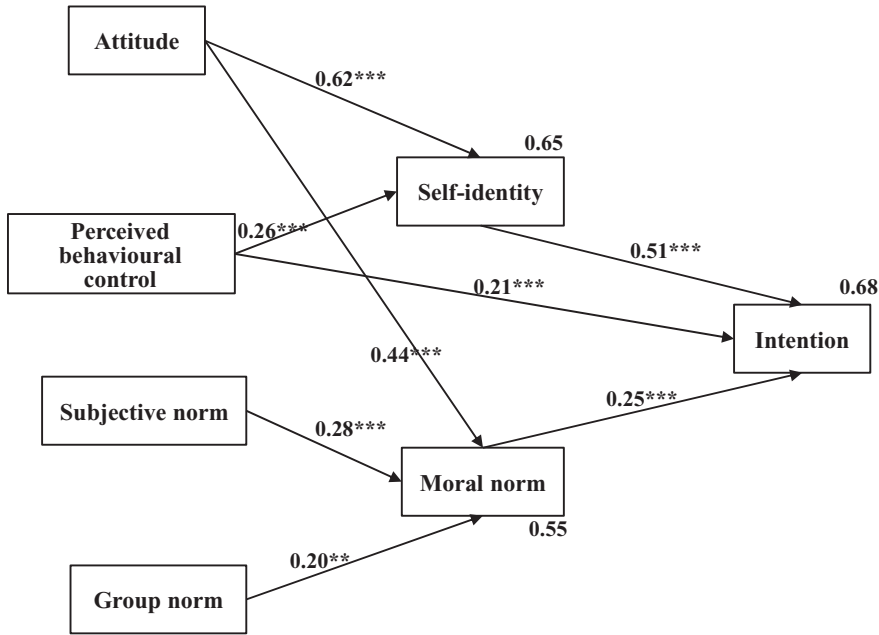 Attitude
0.62***
0.65
Self-identity
Perceived
behavioural
control
0.26***
0.51***
0.21***
0.68
Intention
0.44***
Subjective norm
0.28***
0.25***
Moral norm
0.55
0.20**
Group norm